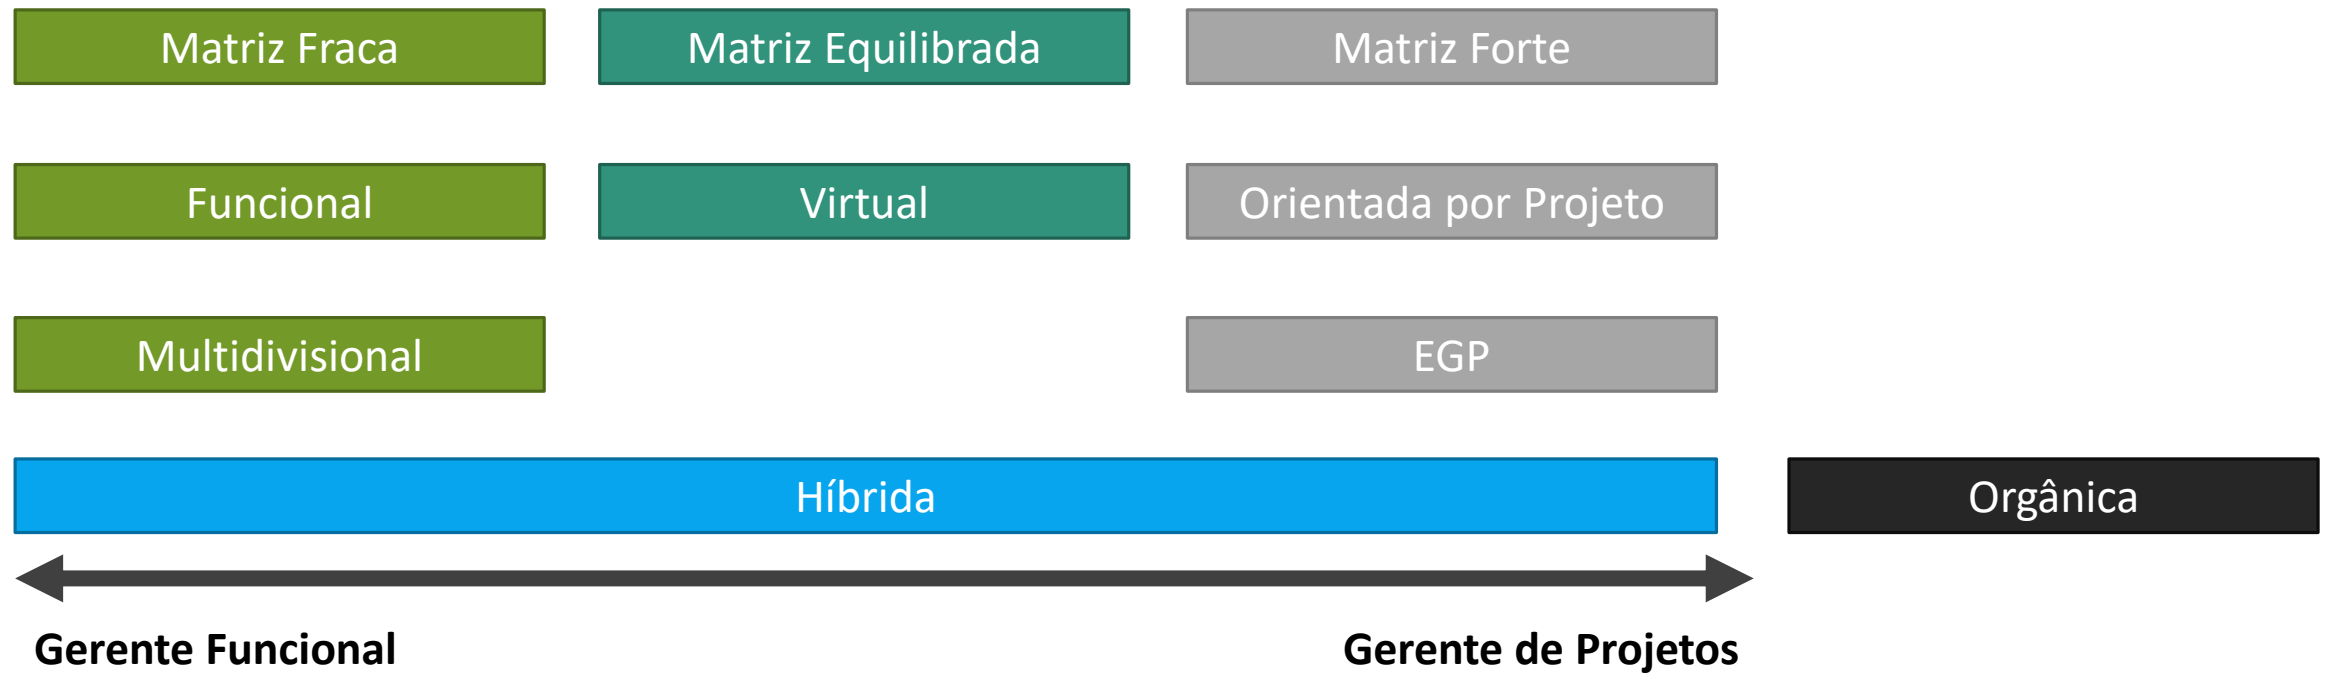 Matriz Fraca
Matriz Equilibrada
Matriz Forte
Funcional
Virtual
Orientada por Projeto
Multidivisional
EGP
Híbrida
Orgânica
Gerente Funcional
Gerente de Projetos